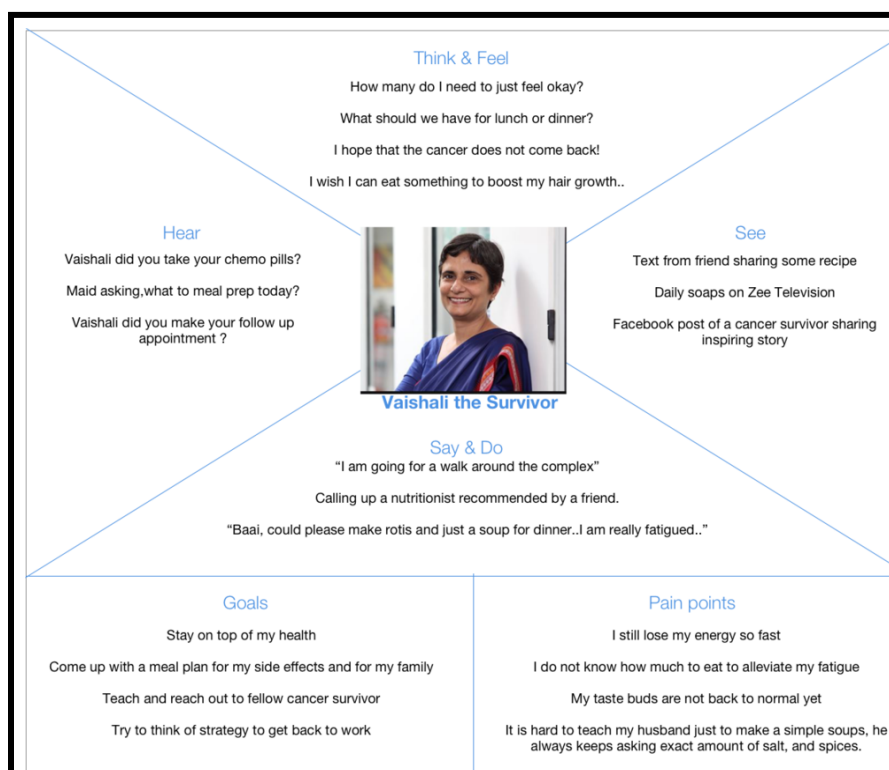 Think & Feel
How many do I need to just feel okay?
What should we have for lunch or dinner?
I hope that the cancer does not come back!
I wish I can eat something to boost my hair growth..
Hear
Vaishali did you take your chemo pills?
Maid asking,what to meal prep today?
Vaishali did you make your follow up
appointment ?
See
Text from friend sharing some recipe
Daily soaps on Zee Television
Facebook post of a cancer survivor sharing
inspiring story
Vaishali the Survivor
Say & Do
“I am going for a walk around the complex”
Calling up a nutritionist recommended by a friend.
“Baai, could please make rotis and just a soup for dinner..I am really fatigued..”
Goals
Stay on top of my health
Come up with a meal plan for my side effects and for my family
Teach and reach out to fellow cancer survivor
Try to think of strategy to get back to work
Pain points
I still lose my energy so fast
I do not know how much to eat to alleviate my fatigue
My taste buds are not back to normal yet
It is hard to teach my husband just to make a simple soups, he
always keeps asking exact amount of salt, and spices.